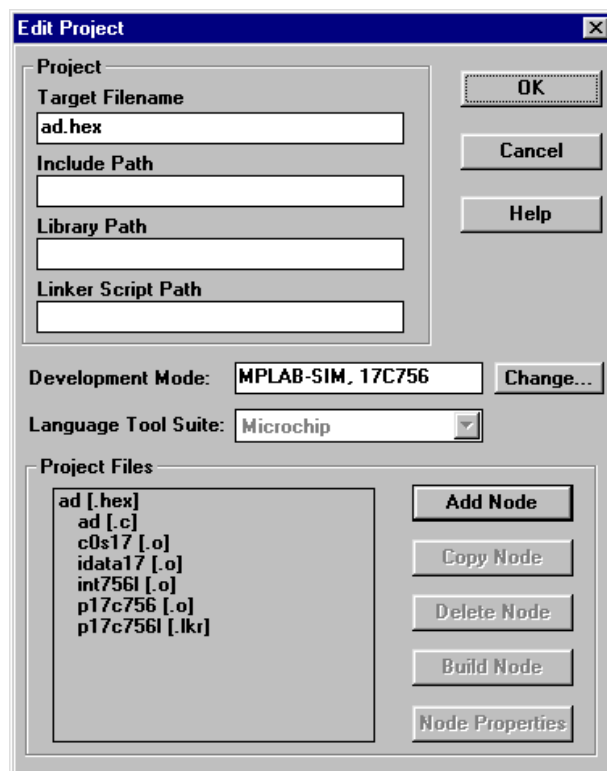 Edit Project
Project
Target Filename
ad.hex
Include Path
Library Path
Linker Script Path
OK
Cancel
Help
Development Mode: MPLAB-SIM, 17C756 Change...
Language Tool Suite: Microchip
Project Files
ad [.hex]
ad [.c]
c0s17 [.o]
idata17 [.o]
int756l [.o]
p17c756 [.o]
p17c756l [.lkr]
Add Node
Copy Node
Delete Node
Build Node
Node Properties